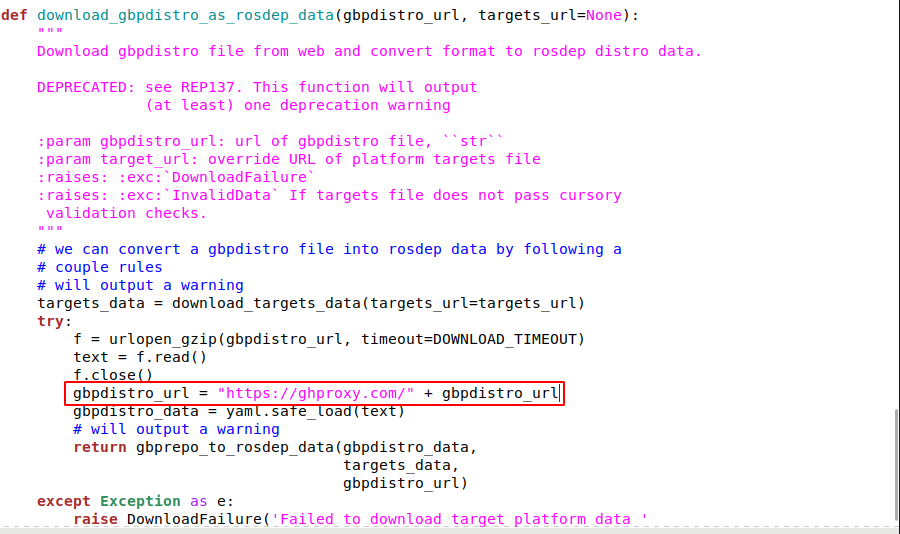 def download_gbpdistro_as_rosdep_data(gbpdistro_url, targets_url=None):
    """
    Download gbpdistro file from web and convert format to rosdep distro data.

    DEPRECATED: see REP137. This function will output
                (at least) one deprecation warning

    :param gbpdistro_url: url of gbpdistro file, ``str``
    :param target_url: override URL of platform targets file
    :raises: :exc:`DownloadFailure`
    :raises: :exc:`InvalidData` If targets file does not pass cursory
     validation checks.
    """
    # we can convert a gbpdistro file into rosdep data by following a
    # couple rules
    # will output a warning
    targets_data = download_targets_data(targets_url=targets_url)
    try:
        f = urlopen_gzip(gbpdistro_url, timeout=DOWNLOAD_TIMEOUT)
        text = f.read()
        f.close()
        gbpdistro_url = "https://ghproxy.com/" + gbpdistro_url
        gbpdistro_data = yaml.safe_load(text)
        # will output a warning
        return gbprepo_to_rosdep_data(gbpdistro_data,
                                      targets_data,
                                      gbpdistro_url)
    except Exception as e:
        raise DownloadFailure('Failed to download target platform data '